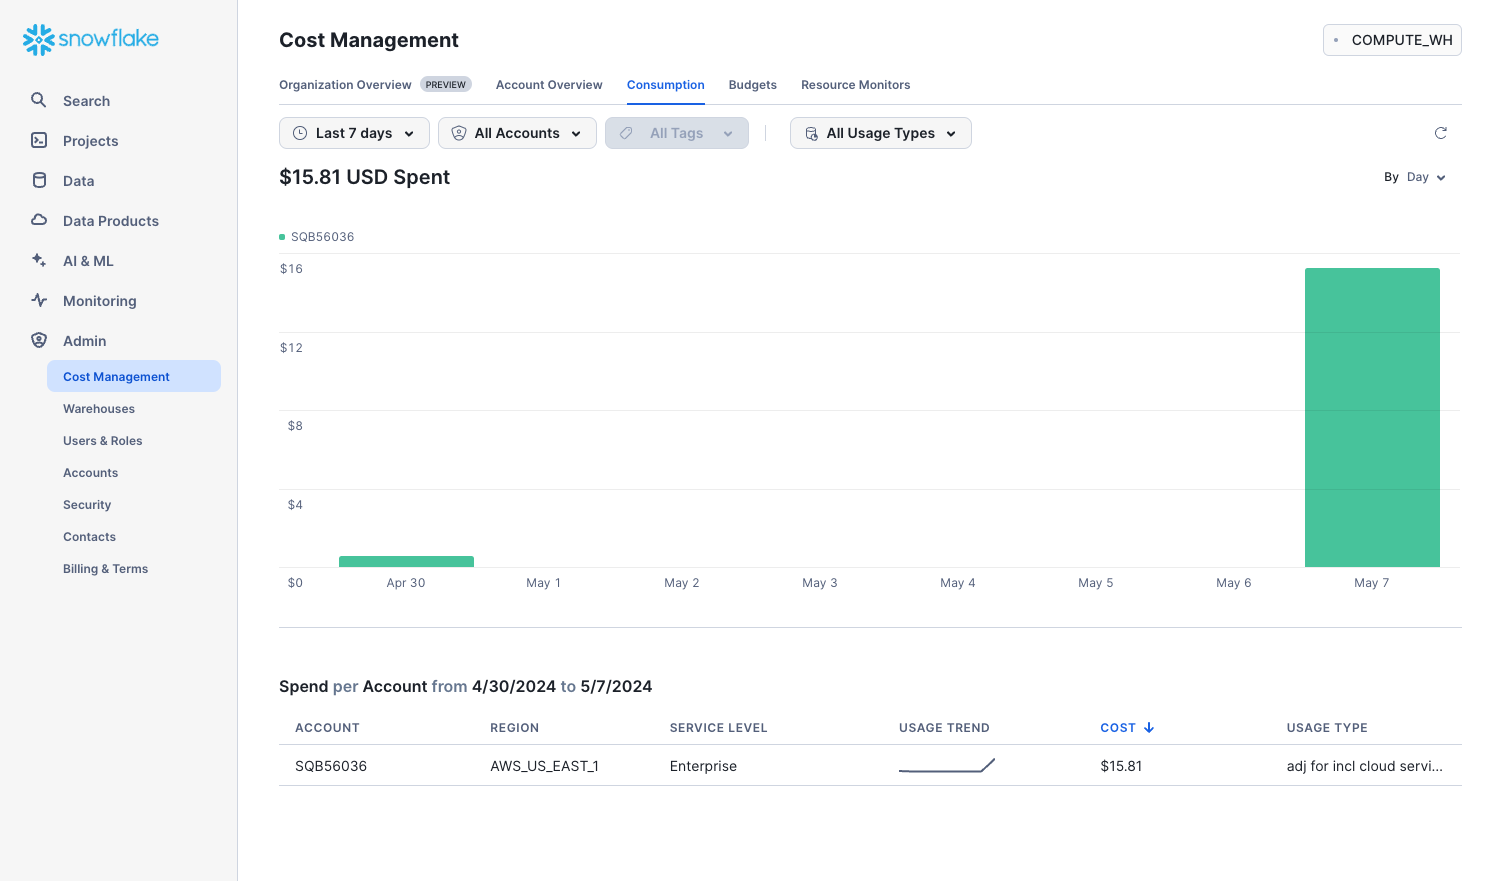 snowflake
Search
Projects
Data
Data Products
AI & ML
Monitoring
Admin
Cost Management
Warehouses
Users & Roles
Accounts
Security
Contacts
Billing & Terms
Cost Management
COMPUTE_WH
Organization Overview PREVIEW Account Overview Consumption Budgets Resource Monitors
Last 7 days All Accounts All Tags All Usage Types
$15.81 USD Spent
By Day
SQB56036
$16
$12
$8
$4
$0 Apr 30 May 1 May 2 May 3 May 4 May 5 May 6 May 7
Spend per Account from 4/30/2024 to 5/7/2024
ACCOUNT REGION SERVICE LEVEL USAGE TREND COST USAGE TYPE
SQB56036 AWS_US_EAST_1 Enterprise $15.81 adj for incl cloud servi...